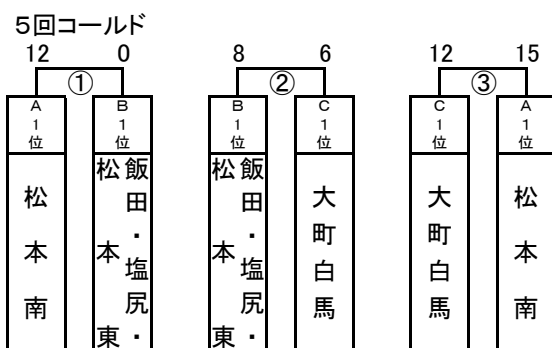 5回コールド
12 0 8 6 12 15
① ② ③
A1位 B1位 B1位 C1位 C1位 A1位
松本南
飯田・塩尻・
松本東
飯田・塩尻・
松本東
大町白馬
大町白馬
松本南